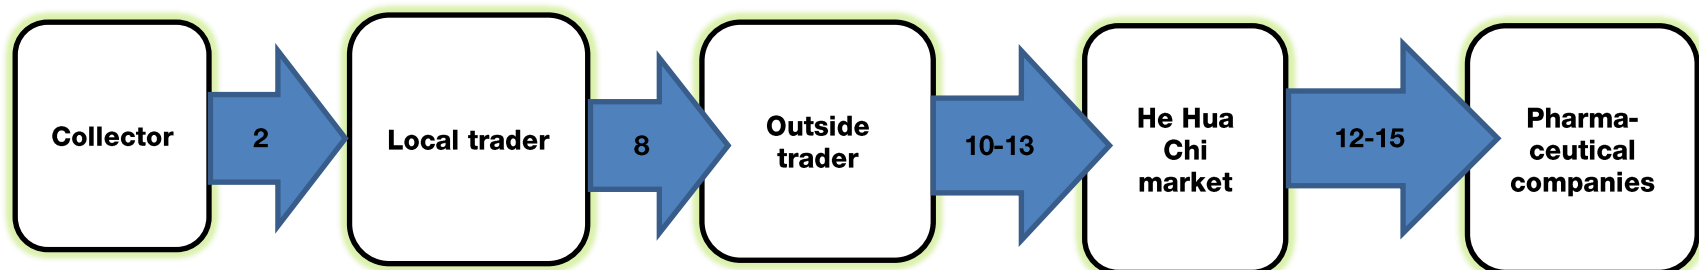 Collector
2
Local trader
8
Outside
trader
10-13
He Hua
Chi
market
12-15
Pharma-
ceutical
companies